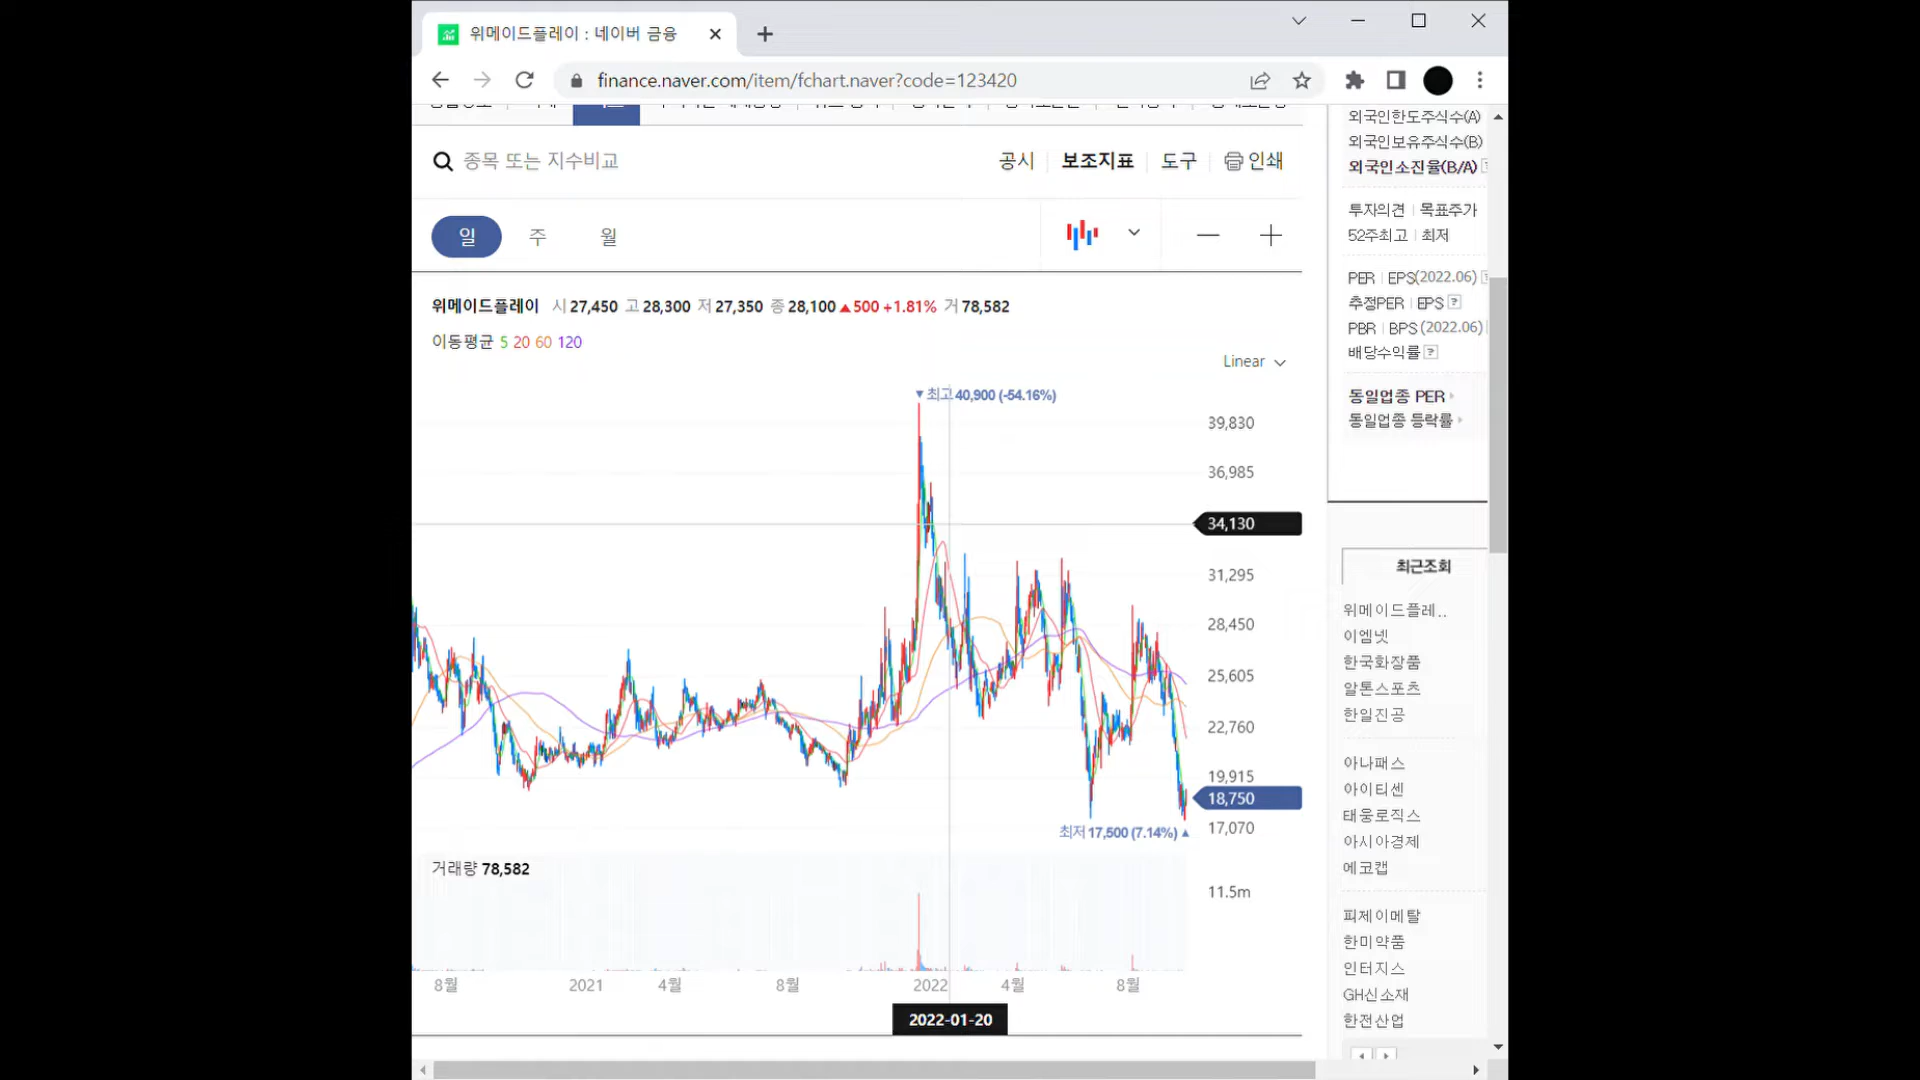 위메이드플레이 : 네이버 금융
finance.naver.com/item/fchart.naver?code=123420
종목 또는 지수비교
공시 보조지표 도구 인쇄
일 주 월
위메이드플레이 시 27,450 고 28,300 저 27,350 종 28,100 ▲500 +1.81% 거 78,582
이동평균 5 20 60 120
Linear
▼최고 40,900 (-54.16%)
39,830
36,985
34,130
31,295
28,450
25,605
22,760
19,915
18,750
17,070
최저 17,500 (7.14%) ▲
거래량 78,582
11.5m
8월 2021 4월 8월 2022 4월 8월
2022-01-20
외국인한도주식수(A)
외국인보유주식수(B)
외국인소진율(B/A)
투자의견 | 목표주가
52주최고 | 최저
PER | EPS(2022.06)
추정PER | EPS ?
PBR | BPS (2022.06)
배당수익률 ?
동일업종 PER
동일업종 등락률
최근조회
위메이드플레..
이엠넷
한국화장품
알톤스포츠
한일진공
아나패스
아이티센
태웅로직스
아시아경제
에코캡
피제이메탈
한미약품
인터지스
GH신소재
한전산업